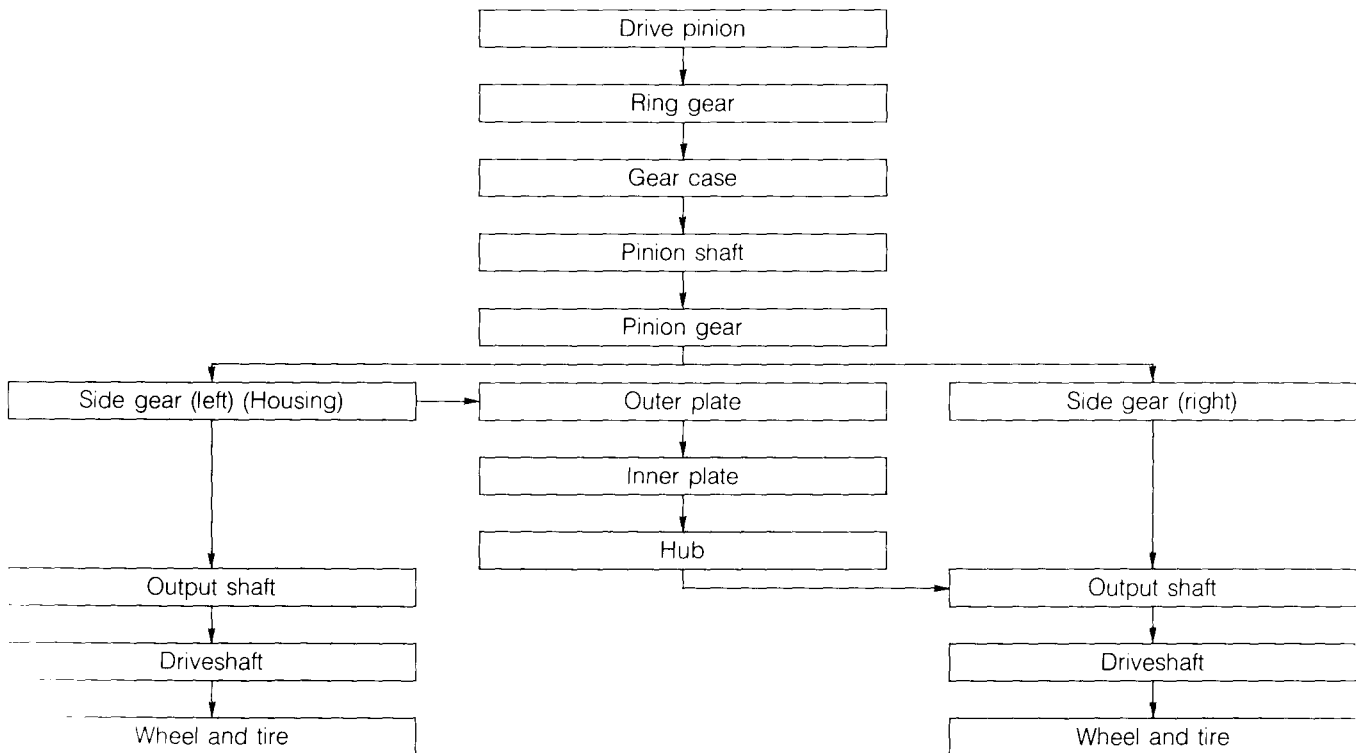 Drive pinion
Ring gear
Gear case
Pinion shaft
Pinion gear
Side gear (left) (Housing)
Outer plate
Side gear (right)
Inner plate
Hub
Output shaft
Output shaft
Driveshaft
Driveshaft
Wheel and tire
Wheel and tire